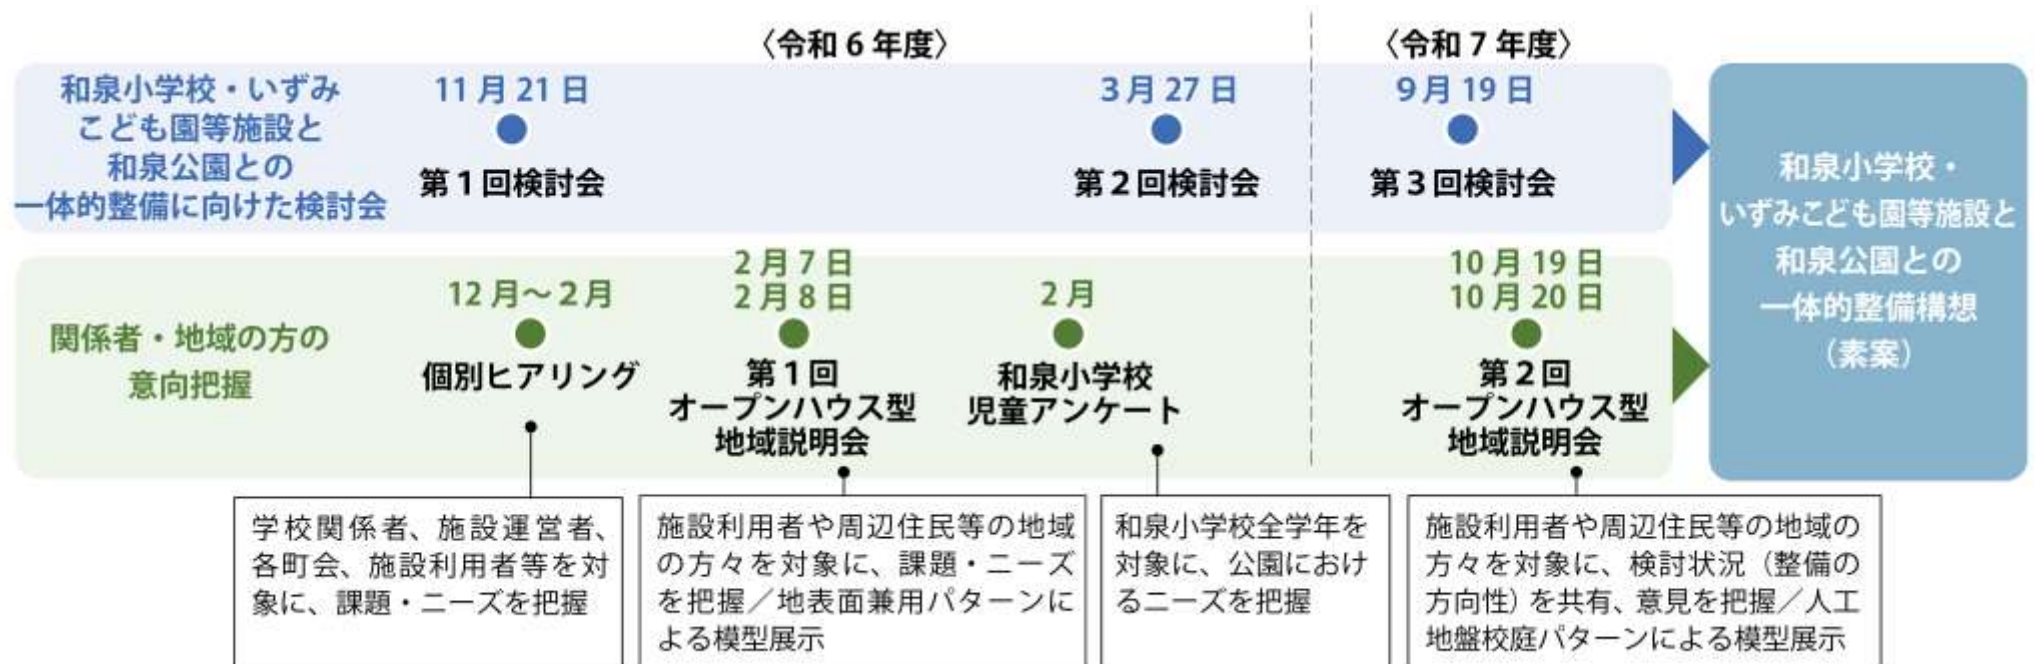 〈令和6年度〉
〈令和7年度〉
和泉小学校・いずみ
こども園等施設と
和泉公園との
一体的整備に向けた検討会
11月21日
第1回検討会
3月27日
第2回検討会
9月19日
第3回検討会
関係者・地域の方の
意向把握
12月～2月
個別ヒアリング
2月7日
2月8日
第1回
オープンハウス型
地域説明会
2月
和泉小学校
児童アンケート
10月19日
10月20日
第2回
オープンハウス型
地域説明会
和泉小学校・
いずみこども園等施設と
和泉公園との
一体的整備構想
（素案）
学校関係者、施設運営者、
各町会、施設利用者等を対
象に、課題・ニーズを把握
施設利用者や周辺住民等の地域
の方々を対象に、課題・ニーズ
を把握／地表面兼用パターンに
よる模型展示
和泉小学校全学年を
対象に、公園におけ
るニーズを把握
施設利用者や周辺住民等の地域の
方々を対象に、検討状況（整備の
方向性）を共有、意見を把握／人工
地盤校庭パターンによる模型展示